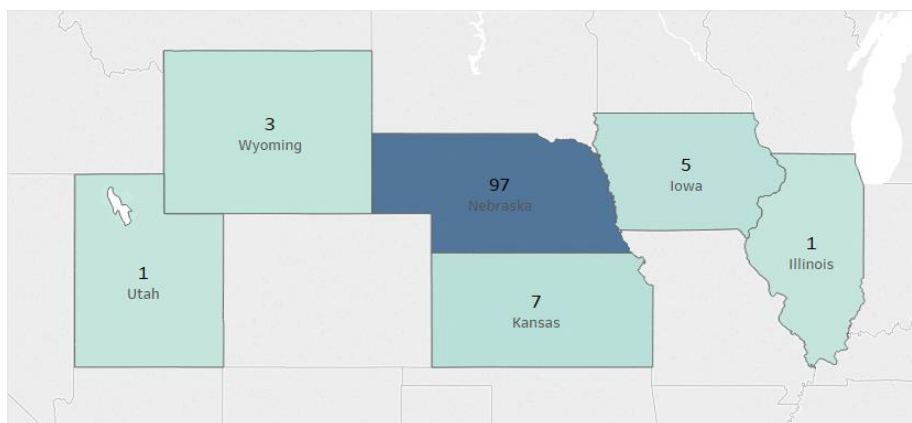 3
Wyoming
97
Nebraska
5
Iowa
1
Illinois
1
Utah
7
Kansas